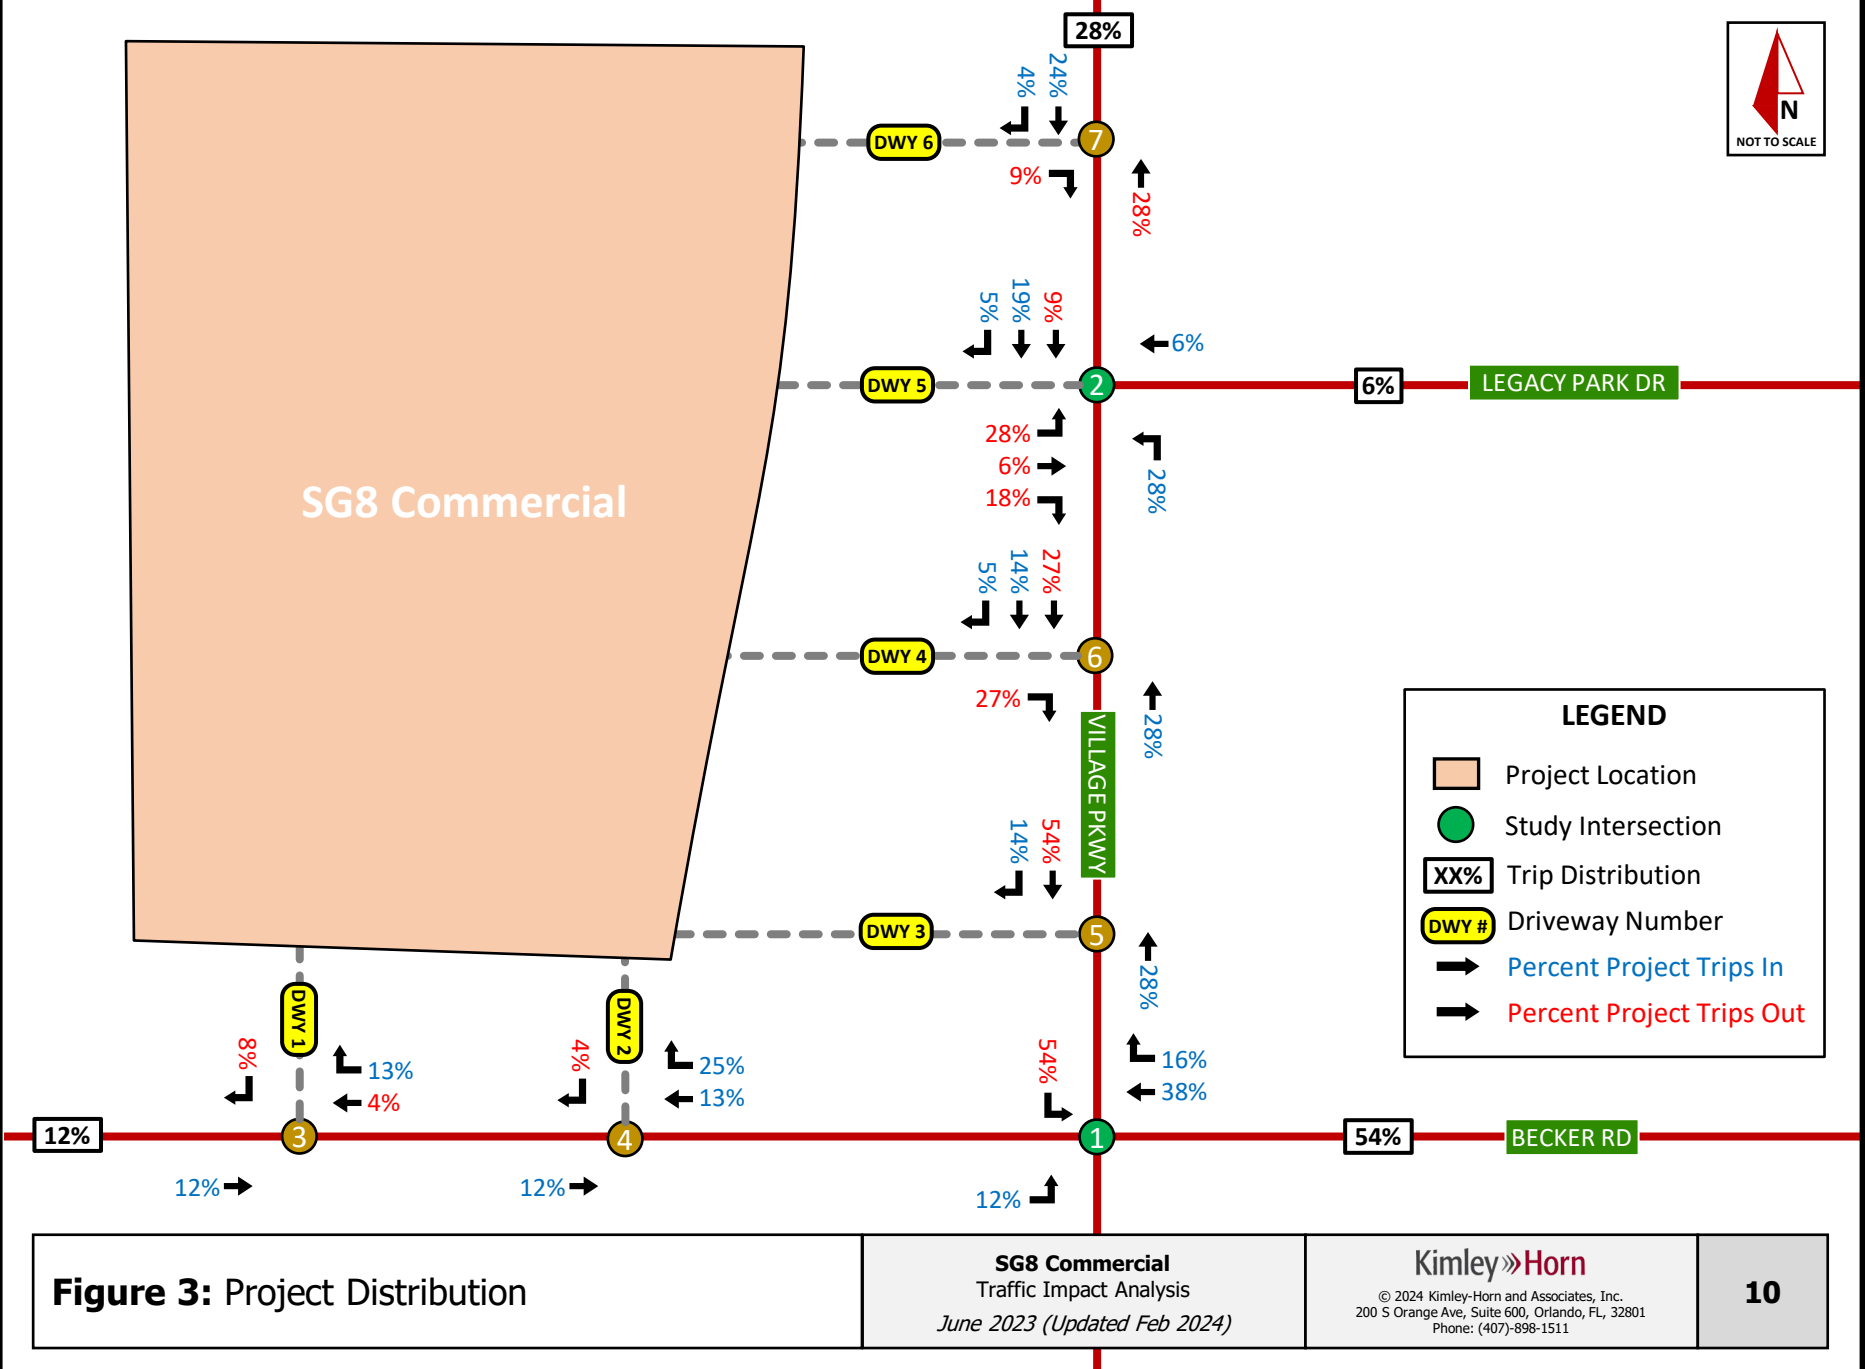 28%
4%
24%
7
N
NOT TO SCALE
DWY 6
9%
28%
5%
19%
9%
6%
DWY 5
2
6%
LEGACY PARK DR
28%
6%
18%
28%
SG8 Commercial
5%
14%
27%
DWY 4
6
27%
28%
VILLAGE PKWY
14%
54%
DWY 3
5
28%
LEGEND
Project Location
Study Intersection
XX% Trip Distribution
DWY # Driveway Number
Percent Project Trips In
Percent Project Trips Out
8%
DWY 1
13%
4%
4%
DWY 2
25%
13%
54%
16%
38%
12%
3
4
1
54%
BECKER RD
12%
12%
12%
Figure 3: Project Distribution
SG8 Commercial
Traffic Impact Analysis
June 2023 (Updated Feb 2024)
Kimley»Horn
© 2024 Kimley-Horn and Associates, Inc.
200 S Orange Ave, Suite 600, Orlando, FL, 32801
Phone: (407)-898-1511
10